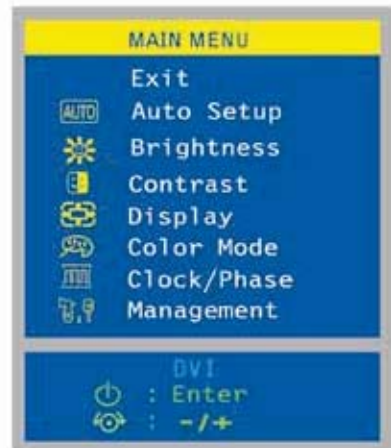 MAIN MENU
Exit
AUTO Auto Setup
Brightness
Contrast
Display
Color Mode
Clock/Phase
Management
DVI
: Enter
: -/+